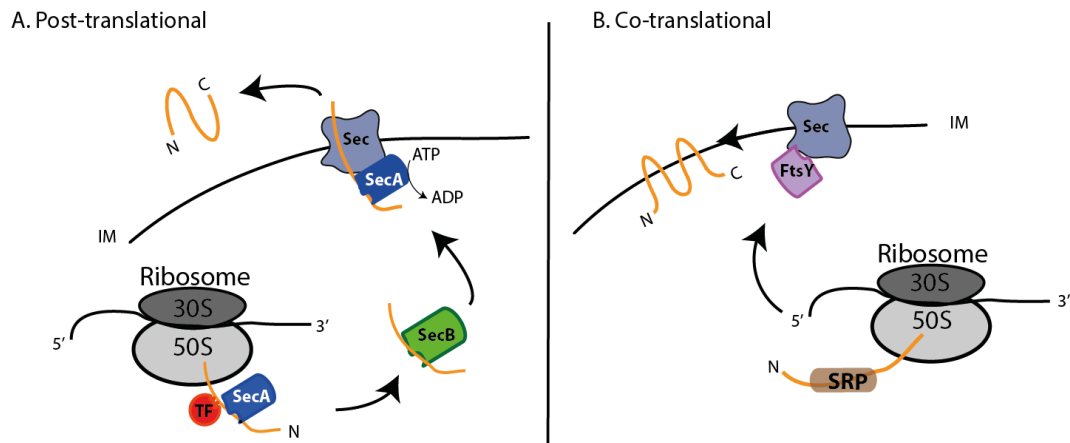 A. Post-translational
C
N
Sec
SecA
ATP
ADP
IM
Ribosome
30S
50S
5’
3’
TF
SecA
N
SecB
B. Co-translational
Sec
IM
FtsY
C
N
Ribosome
30S
50S
5’
3’
N
SRP